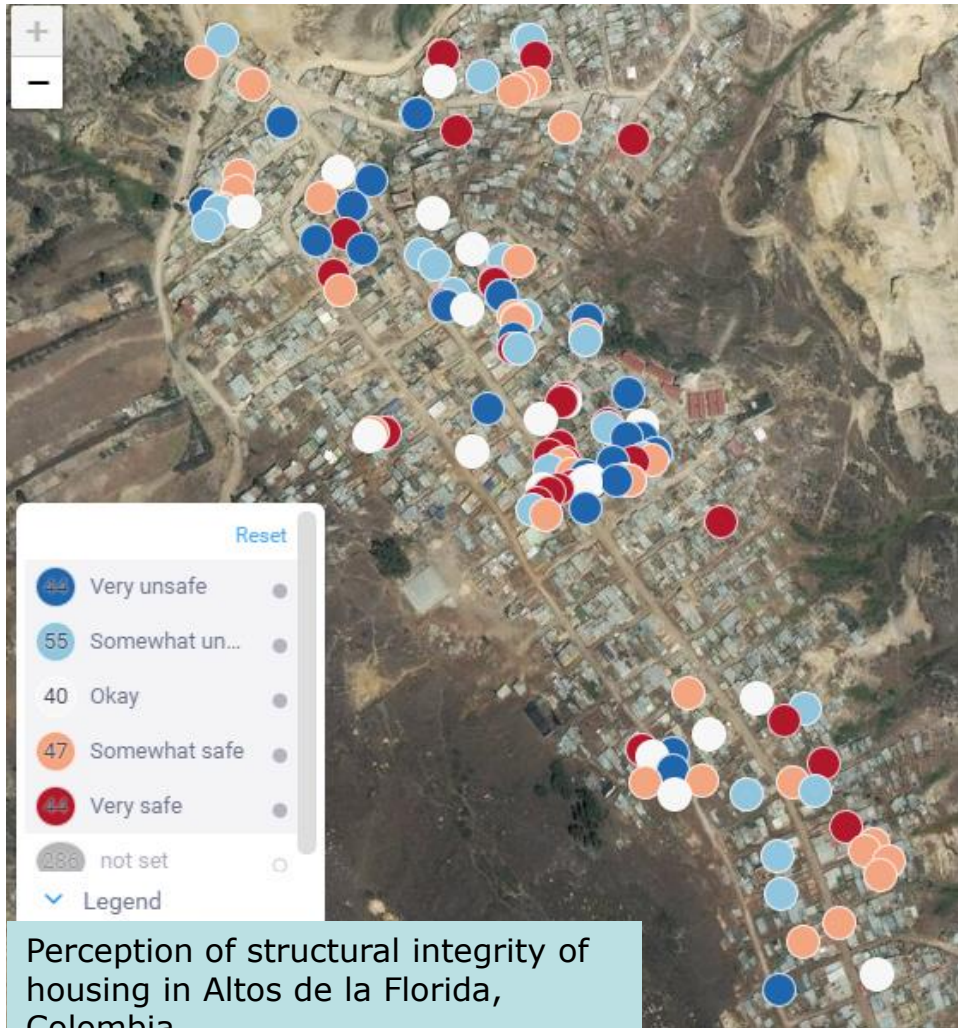 +
−
Reset
44 Very unsafe
55 Somewhat un...
40 Okay
47 Somewhat safe
44 Very safe
286 not set
Legend
Perception of structural integrity of
housing in Altos de la Florida,
Colombia